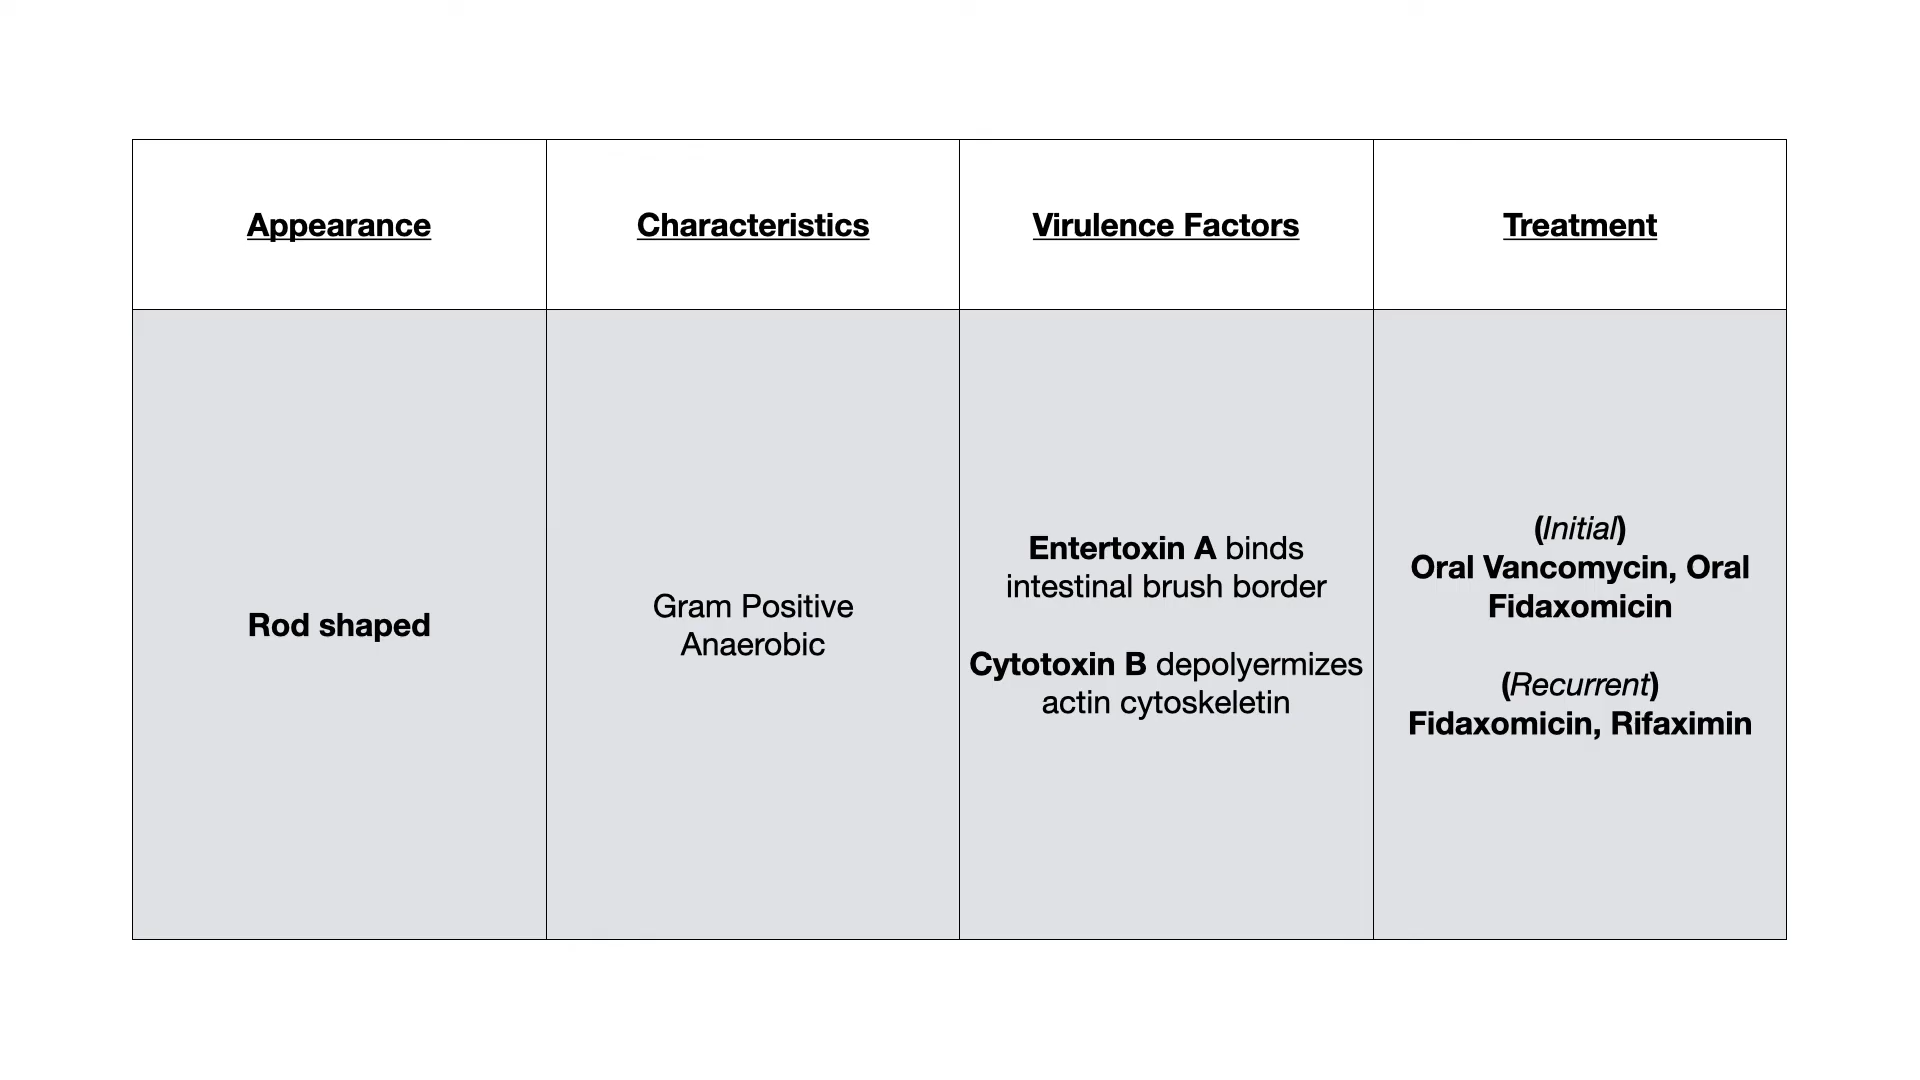 Appearance
Characteristics
Virulence Factors
Treatment
Rod shaped
Gram Positive
Anaerobic
Entertoxin A binds
intestinal brush border
Cytotoxin B depolyermizes
actin cytoskeletin
(Initial)
Oral Vancomycin, Oral
Fidaxomicin
(Recurrent)
Fidaxomicin, Rifaximin